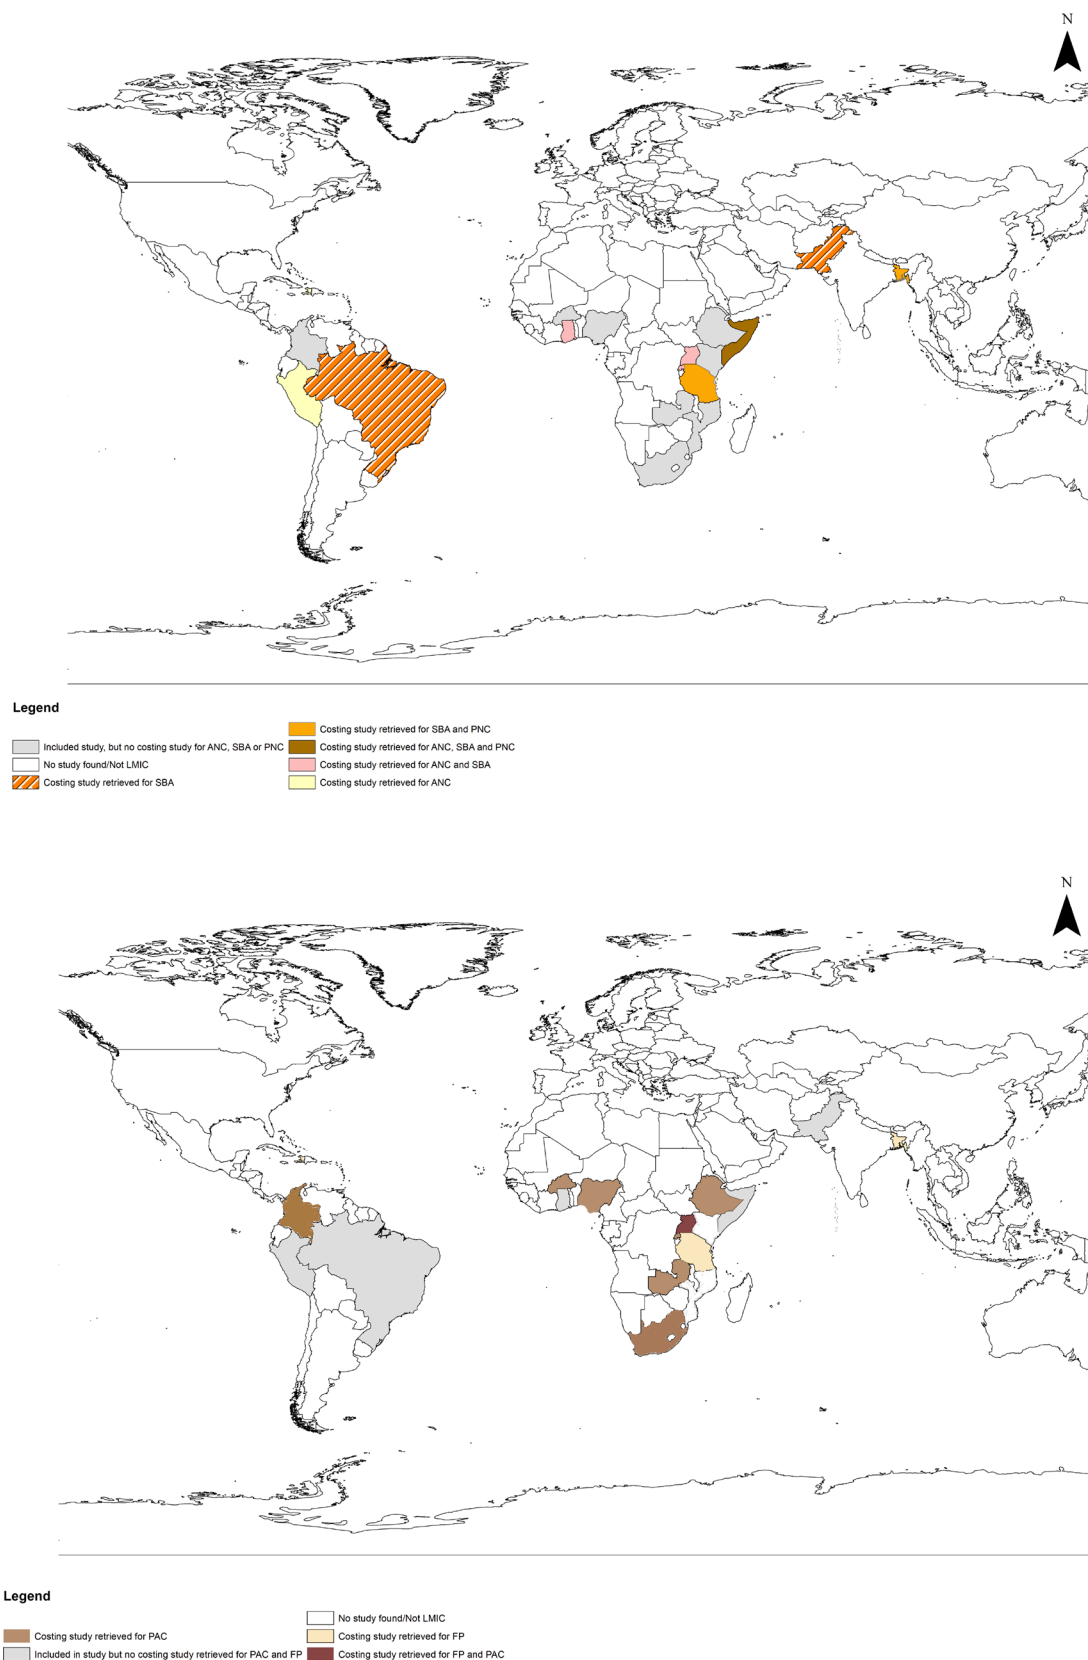 N
Legend
Costing study retrieved for SBA and PNC
Included study, but no costing study for ANC, SBA or PNC
Costing study retrieved for ANC, SBA and PNC
No study found/Not LMIC
Costing study retrieved for ANC and SBA
Costing study retrieved for SBA
Costing study retrieved for ANC
N
Legend
No study found/Not LMIC
Costing study retrieved for PAC
Costing study retrieved for FP
Included in study but no costing study retrieved for PAC and FP
Costing study retrieved for FP and PAC